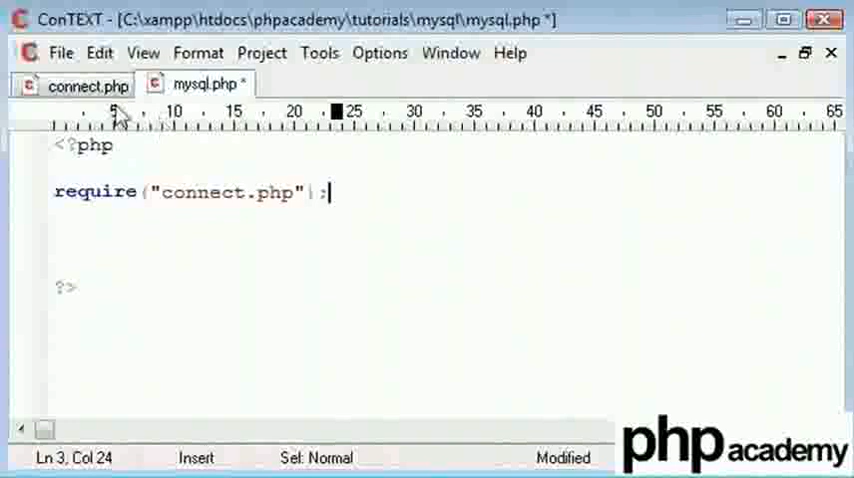 ConTEXT - [C:\xampp\htdocs\phpacademy\tutorials\mysql\mysql.php *]
File Edit View Format Project Tools Options Window Help
connect.php mysql.php *
5 10 15 20 25 30 35 40 45 50 55 60 65
<?php
require("connect.php");
?>
Ln 3, Col 24 Insert Sel: Normal Modified
php academy